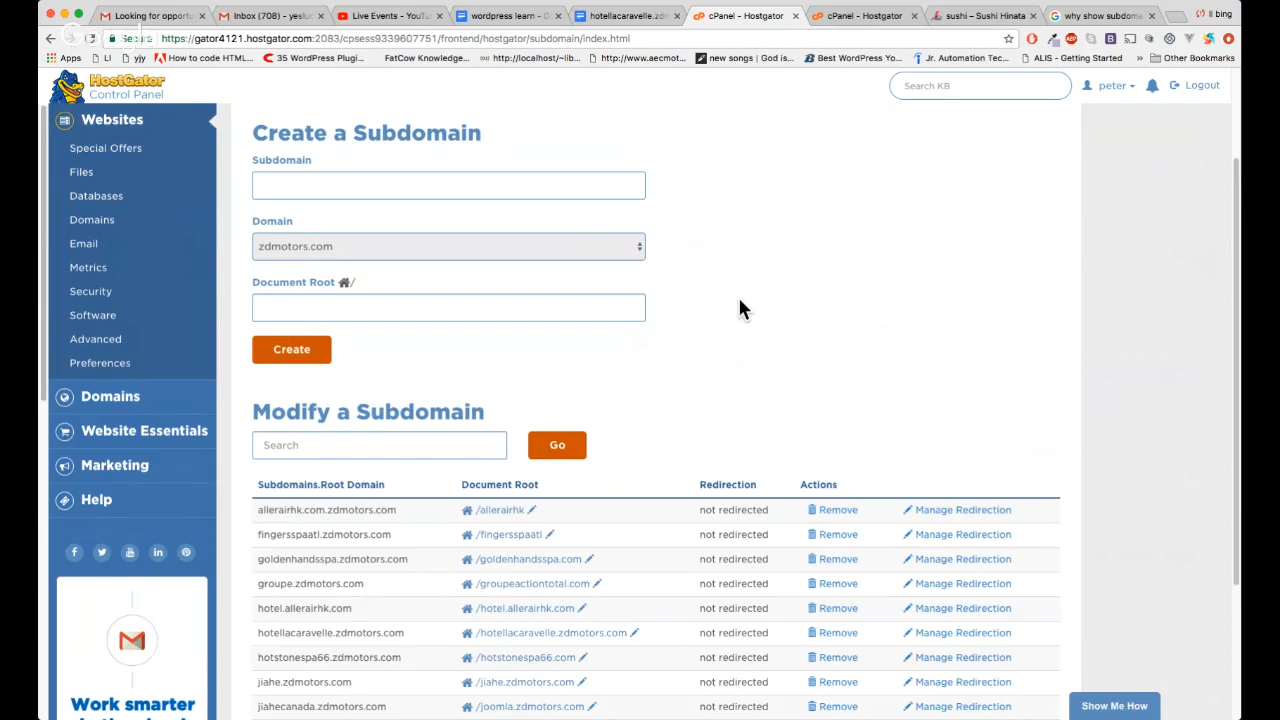 Looking for opportu
Inbox (708) - yesluc
Live Events - YouTu
wordpress learn - G
hotellacaravelle.zdm
cPanel - Hostgator
cPanel - Hostgator
sushi – Sushi Hinata
why show subdoma
li bing
Secure
https://gator4121.hostgator.com:2083/cpsess9339607751/frontend/hostgator/subdomain/index.html
Apps
LI
yjy
How to code HTML...
35 WordPress Plugi...
FatCow Knowledge...
http://localhost/~lib...
http://www.aecmot...
new songs | God is...
Best WordPress Yo...
Jr. Automation Tec...
ALIS - Getting Started
»
Other Bookmarks
HostGator
Control Panel
Search KB
peter
Logout
Websites
Special Offers
Files
Databases
Domains
Email
Metrics
Security
Software
Advanced
Preferences
Domains
Website Essentials
Marketing
Help
Work smarter
Create a Subdomain
Subdomain
Domain
zdmotors.com
Document Root /
Create
Modify a Subdomain
Search
Go
Subdomains.Root Domain Document Root Redirection Actions
allerairhk.com.zdmotors.com /allerairhk not redirected Remove Manage Redirection
fingersspaatl.zdmotors.com /fingersspaatl not redirected Remove Manage Redirection
goldenhandsspa.zdmotors.com /goldenhandsspa.com not redirected Remove Manage Redirection
groupe.zdmotors.com /groupeactiontotal.com not redirected Remove Manage Redirection
hotel.allerairhk.com /hotel.allerairhk.com not redirected Remove Manage Redirection
hotellacaravelle.zdmotors.com /hotellacaravelle.zdmotors.com not redirected Remove Manage Redirection
hotstonespa66.zdmotors.com /hotstonespa66.com not redirected Remove Manage Redirection
jiahe.zdmotors.com /jiahe.zdmotors.com not redirected Remove Manage Redirection
jiahecanada.zdmotors.com /joomla.zdmotors.com not redirected Remove Manage Redirection
Show Me How